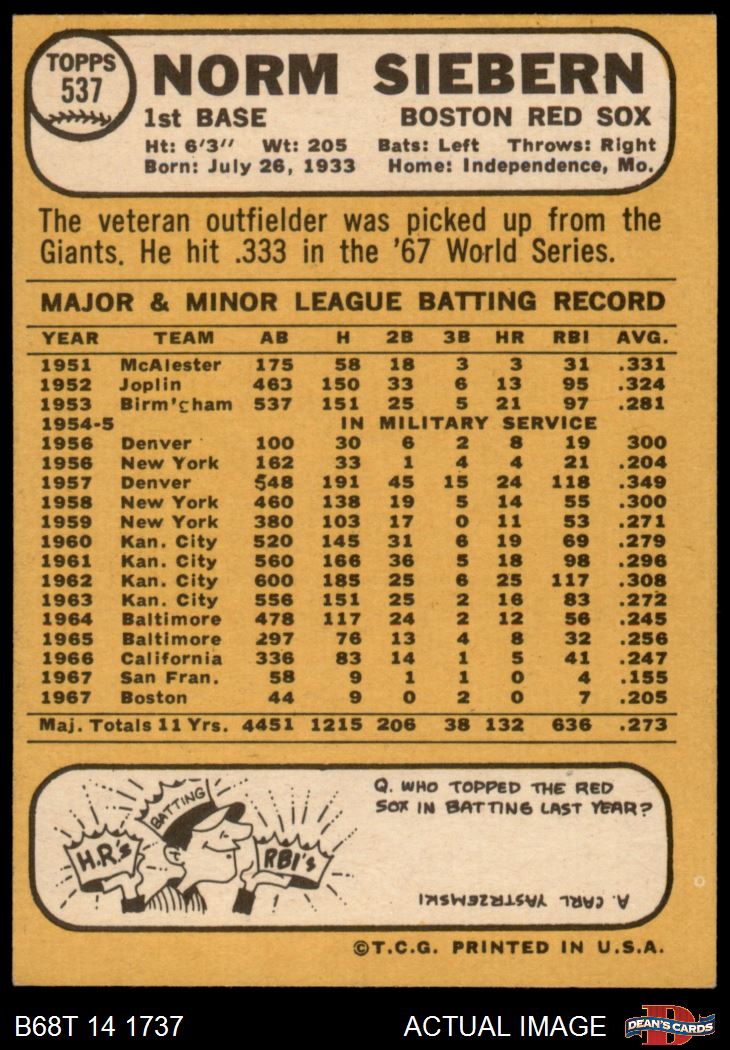 TOPPS
537
NORM SIEBERN
1st BASE BOSTON RED SOX
Ht: 6'3" Wt: 205 Bats: Left Throws: Right
Born: July 26, 1933 Home: Independence, Mo.
The veteran outfielder was picked up from the
Giants. He hit .333 in the '67 World Series.
MAJOR & MINOR LEAGUE BATTING RECORD
YEAR TEAM AB H 2B 3B HR RBI AVG.
1951 McAlester 175 58 18 3 3 31 .331
1952 Joplin 463 150 33 6 13 95 .324
1953 Birm'gham 537 151 25 5 21 97 .281
1954-5 IN MILITARY SERVICE
1956 Denver 100 30 6 2 8 19 300
1956 New York 162 33 1 4 4 21 .204
1957 Denver 548 191 45 15 24 118 .349
1958 New York 460 138 19 5 14 55 .300
1959 New York 380 103 17 0 11 53 .271
1960 Kan. City 520 145 31 6 19 69 .279
1961 Kan. City 560 166 36 5 18 98 .296
1962 Kan. City 600 185 25 6 25 117 .308
1963 Kan. City 556 151 25 2 16 83 .272
1964 Baltimore 478 117 24 2 12 56 .245
1965 Baltimore 297 76 13 4 8 32 .256
1966 California 336 83 14 1 5 41 .247
1967 San Fran. 58 9 1 1 0 4 .155
1967 Boston 44 9 0 2 0 7 .205
Maj. Totals 11 Yrs. 4451 1215 206 38 132 636 .273
H.R.'s
BATTING
RBI's
Q. WHO TOPPED THE RED
SOX IN BATTING LAST YEAR?
A. CARL YASTRZEMSKI
©T.C.G. PRINTED IN U.S.A.
B68T 14 1737 ACTUAL IMAGE
D
DEAN'S CARDS